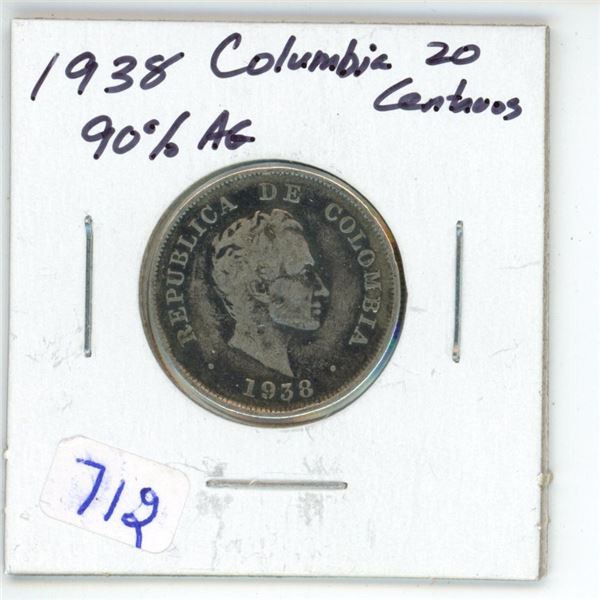 1938 Columbia 20
Centavos
90% AG
REPUBLICA DE COLOMBIA
1938
712